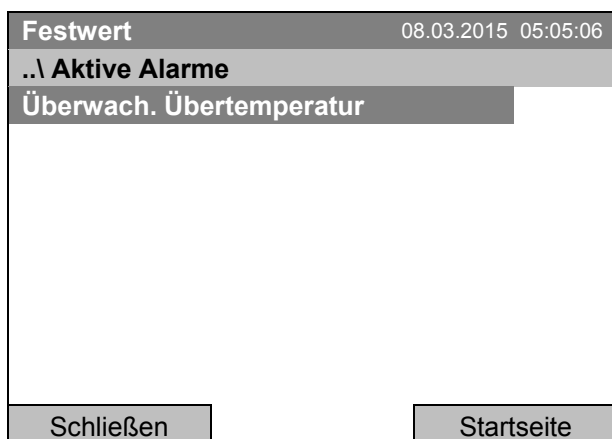 Festwert 08.03.2015 05:05:06
..\ Aktive Alarme
Überwach. Übertemperatur
Schließen Startseite